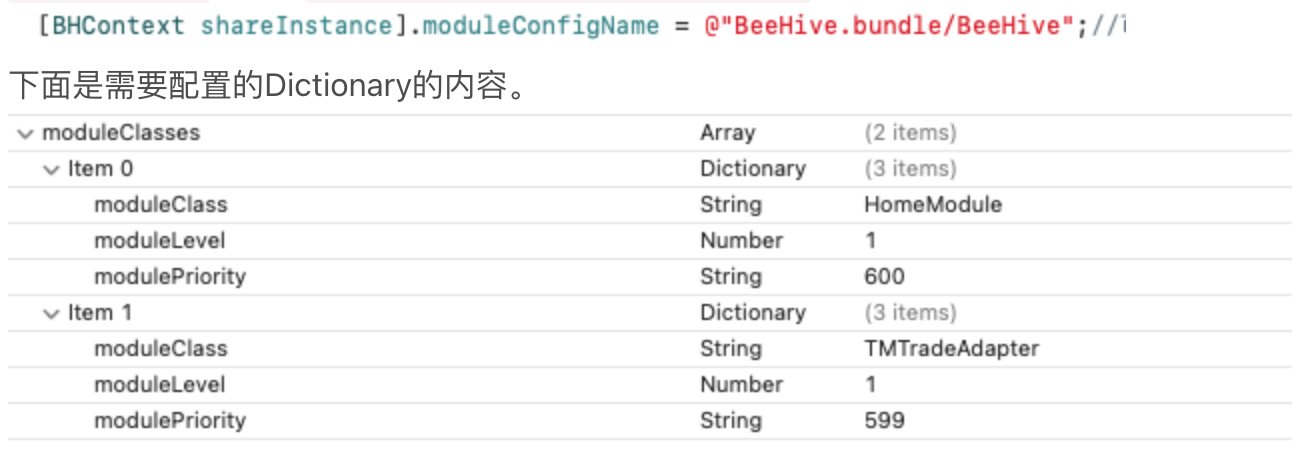 [BHContext shareInstance].moduleConfigName = @"BeeHive.bundle/BeeHive";//
下面是需要配置的Dictionary的内容。
moduleClasses Array (2 items)
Item 0 Dictionary (3 items)
moduleClass String HomeModule
moduleLevel Number 1
modulePriority String 600
Item 1 Dictionary (3 items)
moduleClass String TMTradeAdapter
moduleLevel Number 1
modulePriority String 599